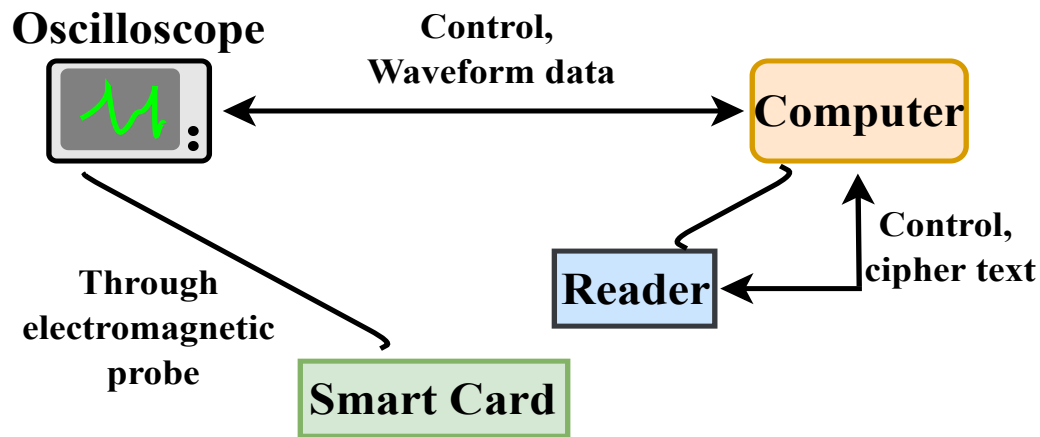 Oscilloscope
Control,
Waveform data
Computer
Control,
cipher text
Reader
Through
electromagnetic
probe
Smart Card